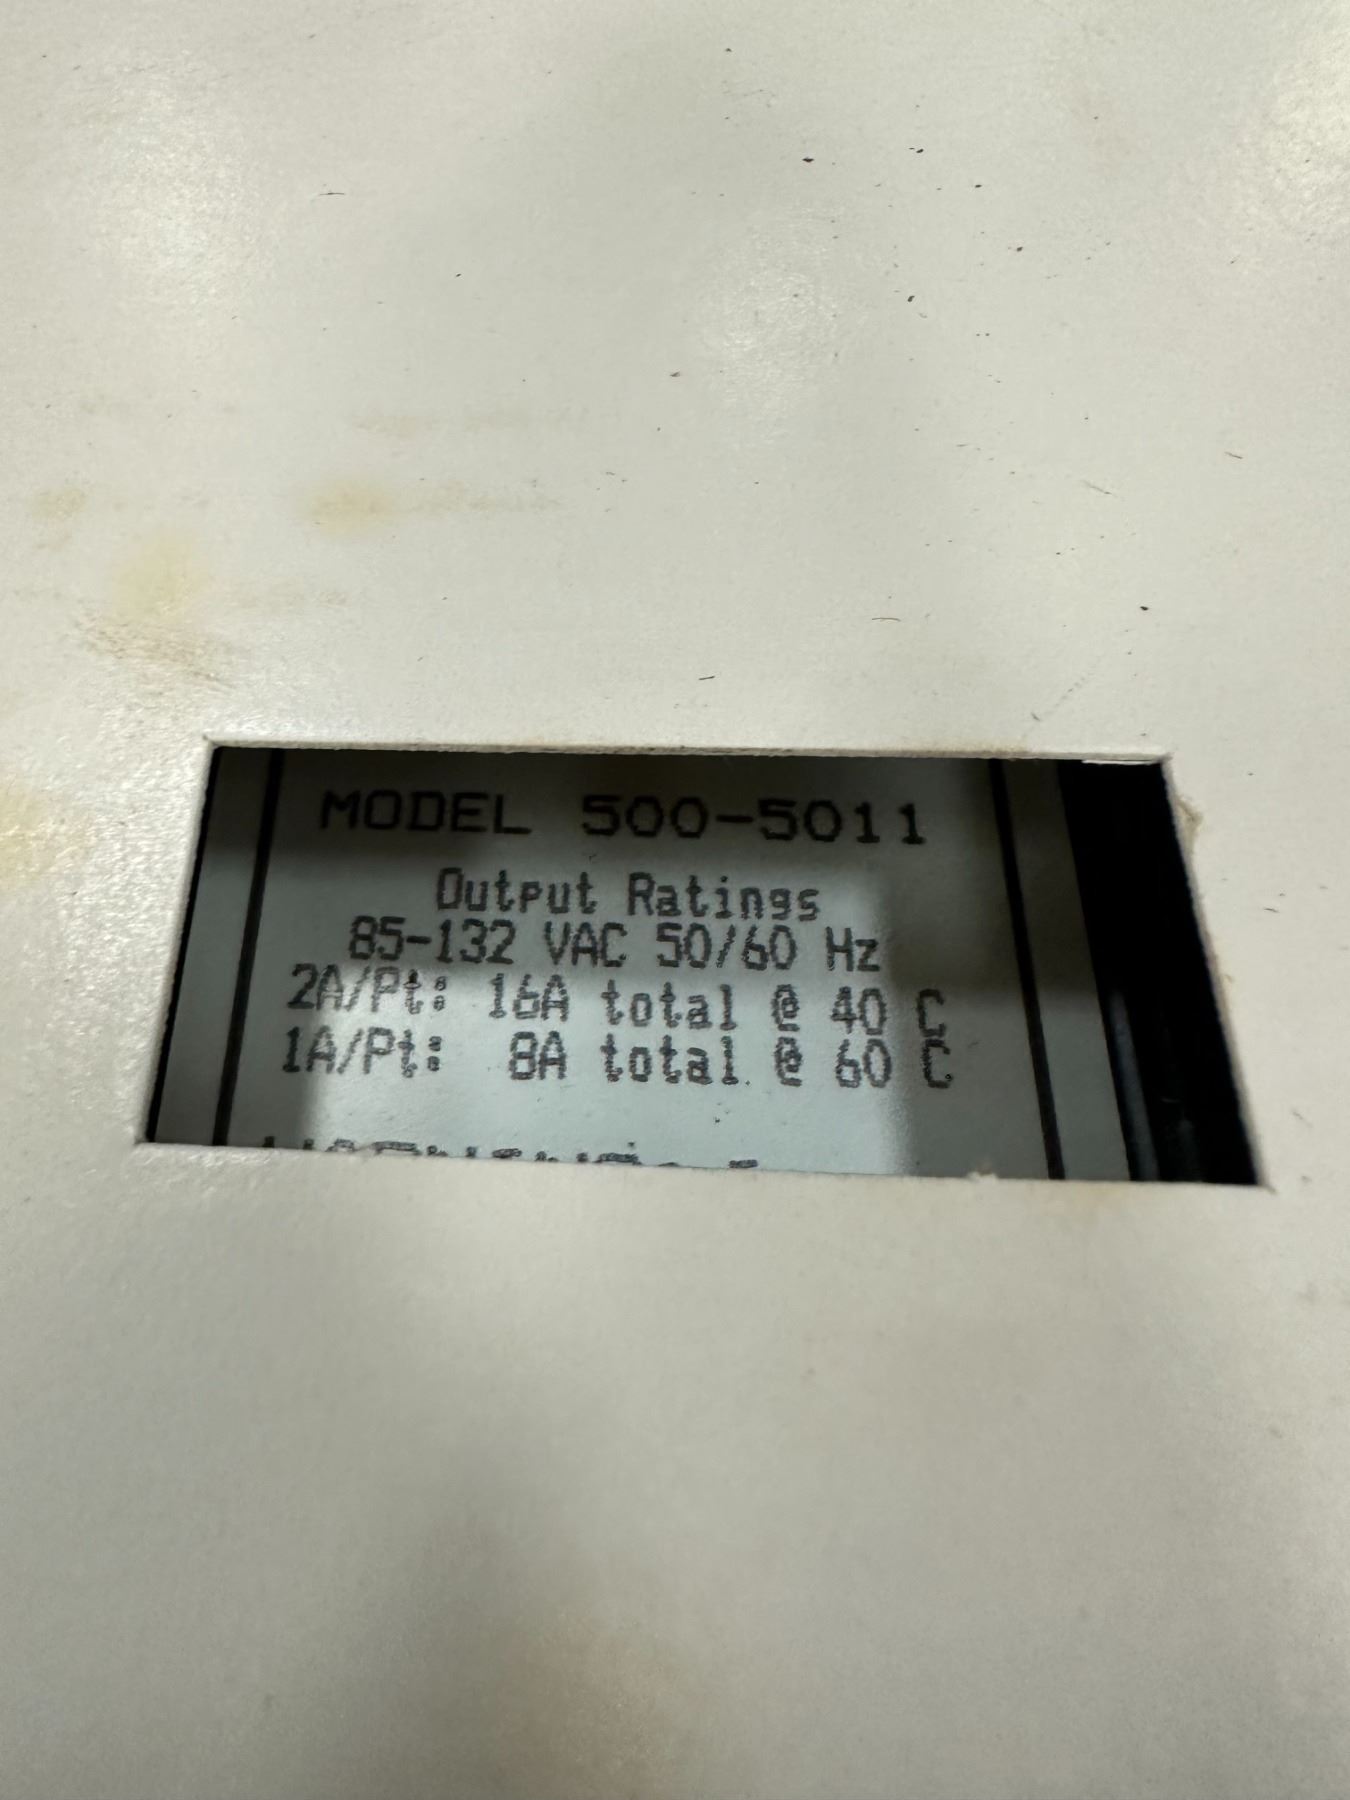 MODEL 500-5011
Output Ratings
85-132 VAC 50/60 Hz
2A/Pt: 16A total @ 40 C
1A/Pt: 8A total @ 60 C